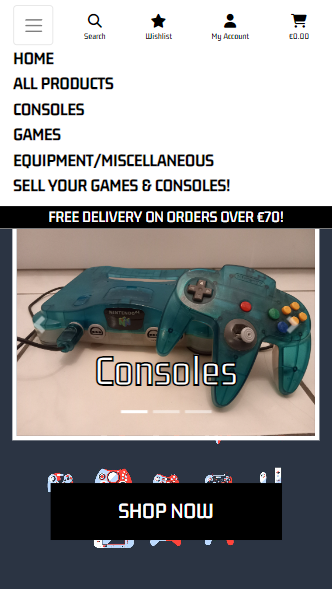 Search
Wishlist
My Account
€0.00
HOME
ALL PRODUCTS
CONSOLES
GAMES
EQUIPMENT/MISCELLANEOUS
SELL YOUR GAMES & CONSOLES!
FREE DELIVERY ON ORDERS OVER €70!
NINTENDO 64
Consoles
SHOP NOW